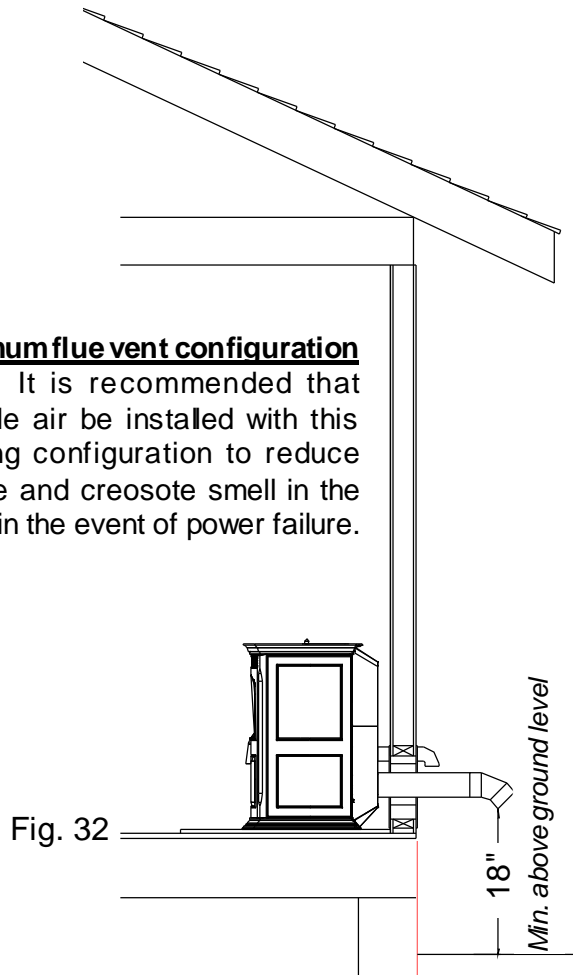 num flue vent configuration
It is recommended that
le air be installed with this
ng configuration to reduce
e and creosote smell in the
in the event of power failure.
Fig. 32
18"
Min. above ground level